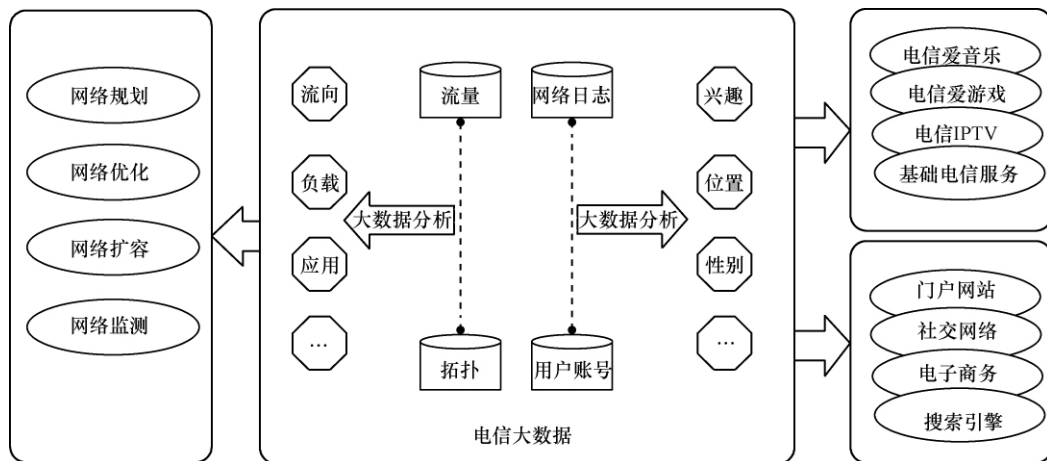 网络规划
网络优化
网络扩容
网络监测
流向
负载
应用
…
流量
网络日志
大数据分析
大数据分析
拓扑
用户账号
兴趣
位置
性别
…
电信大数据
电信爱音乐
电信爱游戏
电信IPTV
基础电信服务
门户网站
社交网络
电子商务
搜索引擎